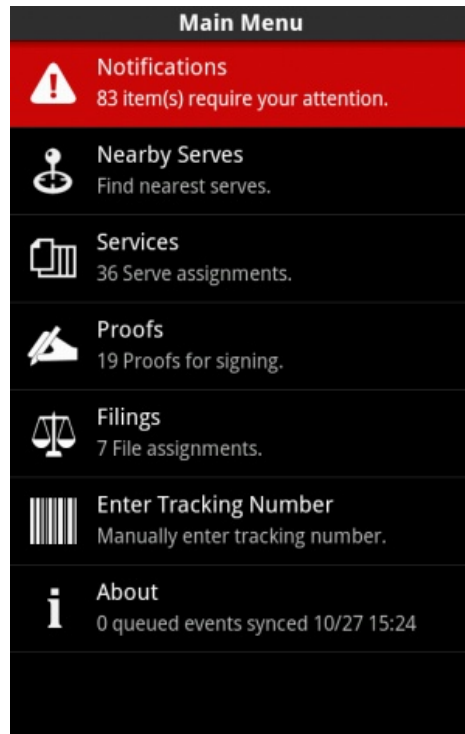 Main Menu
Notifications
83 item(s) require your attention.
Nearby Serves
Find nearest serves.
Services
36 Serve assignments.
Proofs
19 Proofs for signing.
Filings
7 File assignments.
Enter Tracking Number
Manually enter tracking number.
About
0 queued events synced 10/27 15:24